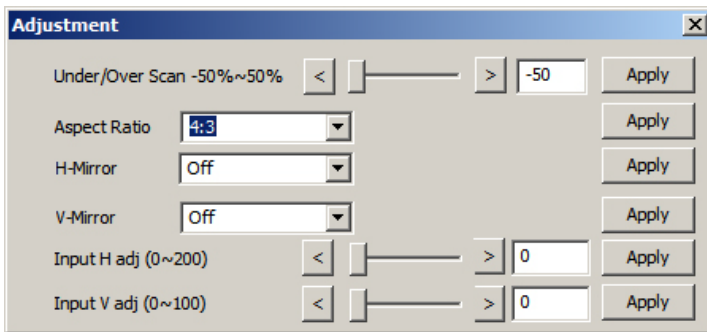 Adjustment
Under/Over Scan -50%~50% < > -50 Apply
Aspect Ratio 4:3 Apply
H-Mirror Off Apply
V-Mirror Off Apply
Input H adj (0~200) < > 0 Apply
Input V adj (0~100) < > 0 Apply